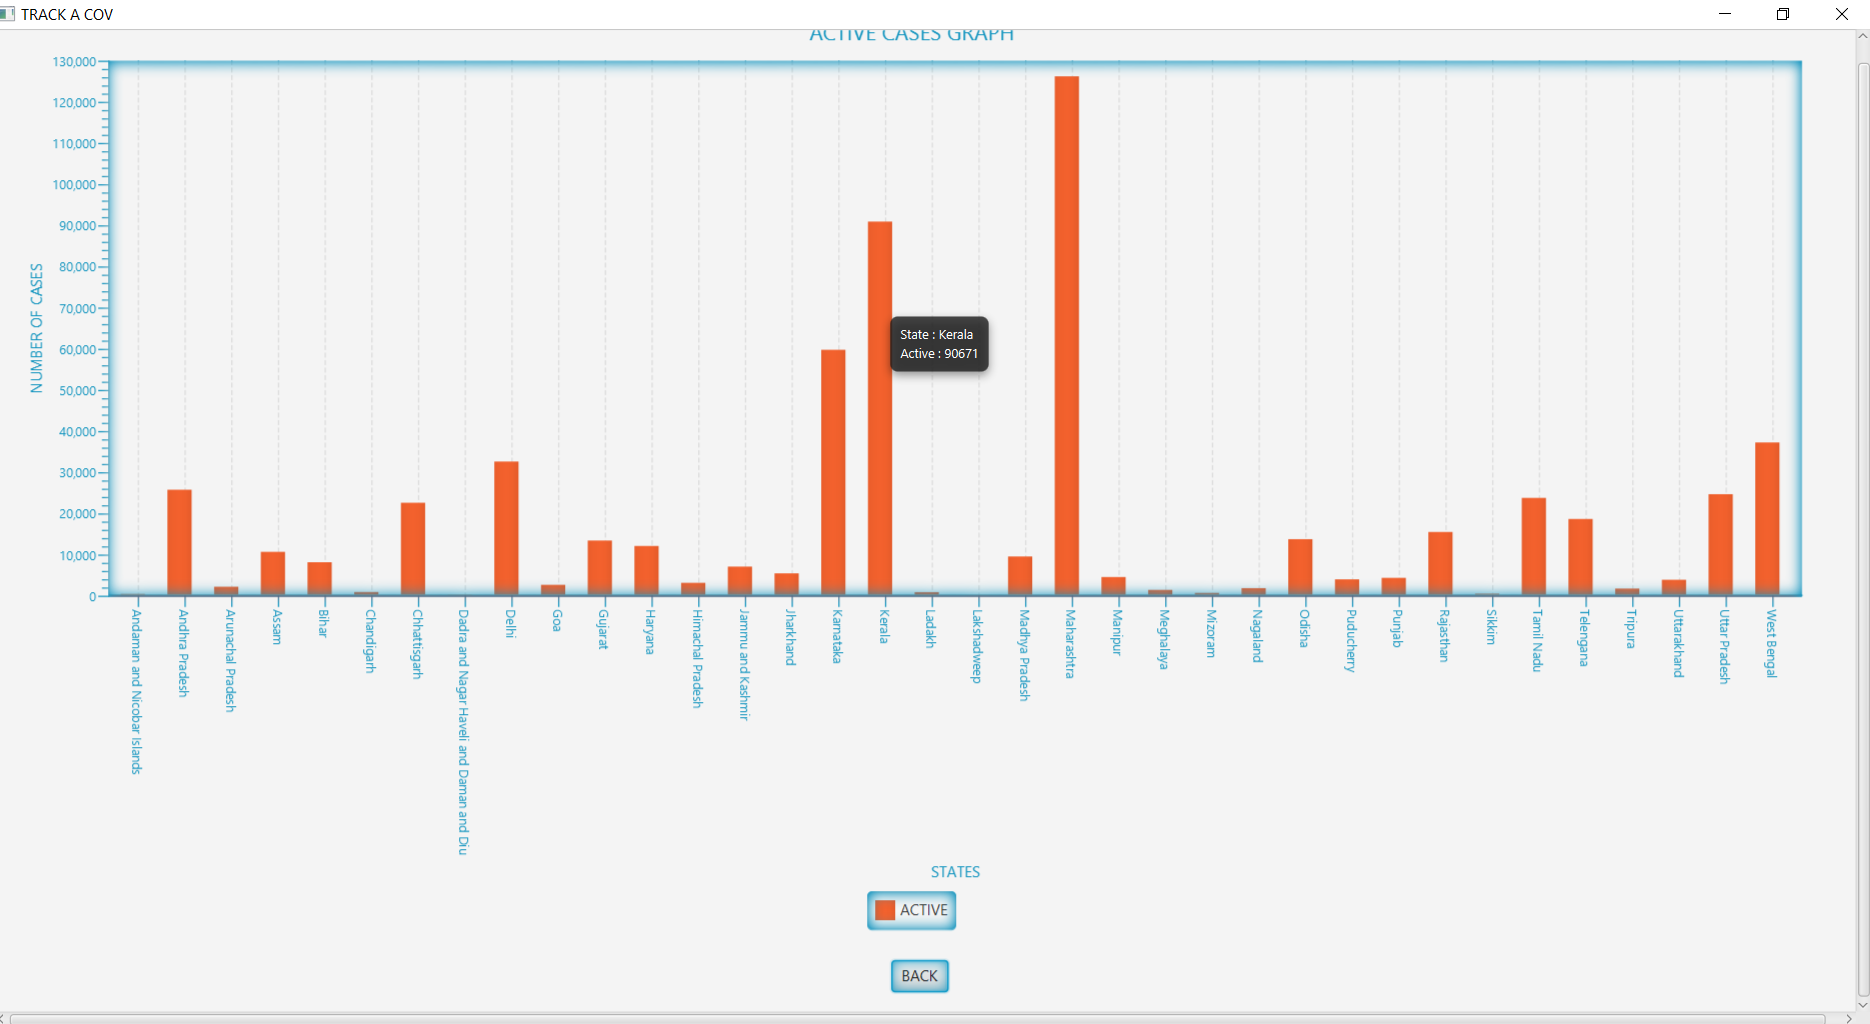 TRACK A COV
ACTIVE CASES GRAPH
130,000
120,000
110,000
100,000
90,000
80,000
70,000
60,000
50,000
40,000
30,000
20,000
10,000
0
NUMBER OF CASES
State : Kerala
Active : 90671
Andaman and Nicobar Islands
Andhra Pradesh
Arunachal Pradesh
Assam
Bihar
Chandigarh
Chhattisgarh
Dadra and Nagar Haveli and Daman and Diu
Delhi
Goa
Gujarat
Haryana
Himachal Pradesh
Jammu and Kashmir
Jharkhand
Karnataka
Kerala
Ladakh
Lakshadweep
Madhya Pradesh
Maharashtra
Manipur
Meghalaya
Mizoram
Nagaland
Odisha
Puducherry
Punjab
Rajasthan
Sikkim
Tamil Nadu
Telengana
Tripura
Uttarakhand
Uttar Pradesh
West Bengal
STATES
ACTIVE
BACK